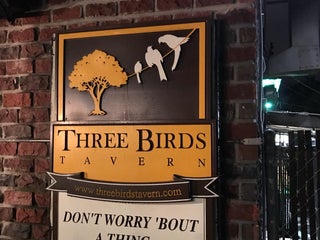 THREE BIRDS
TAVERN
www.threebirdstavern.com
DON'T WORRY 'BOUT
A THING